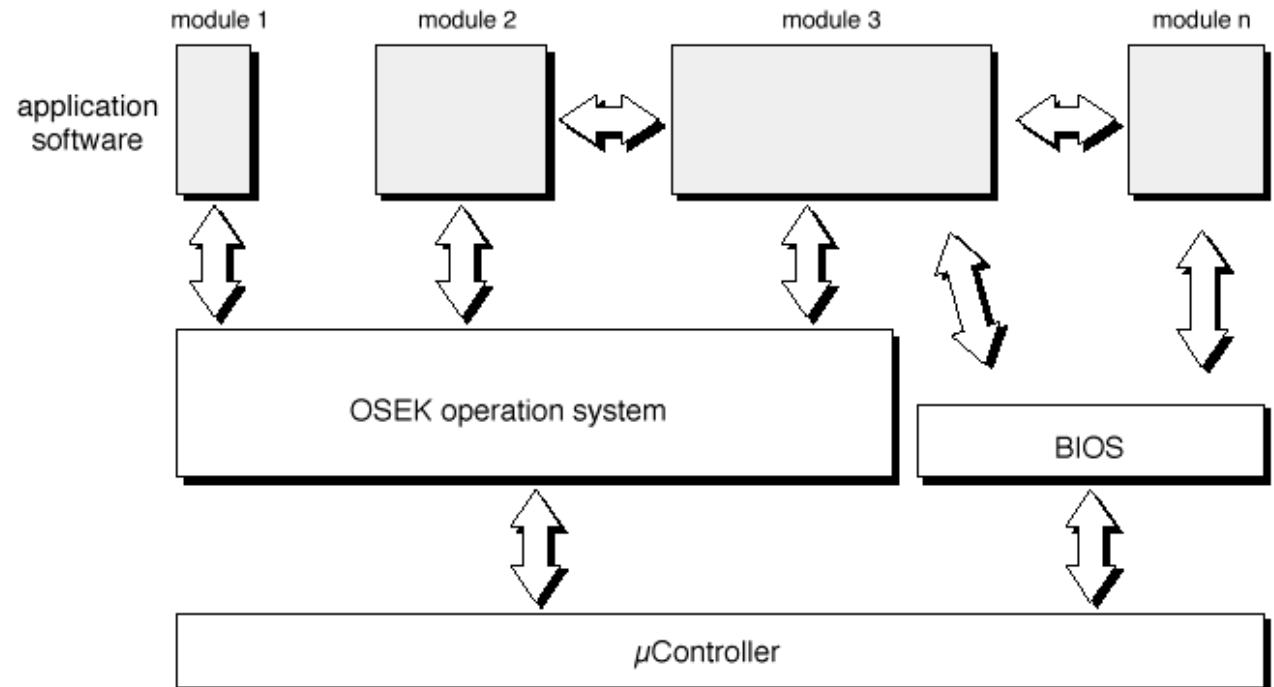 module 1
module 2
module 3
module n
application
software
OSEK operation system
BIOS
µController